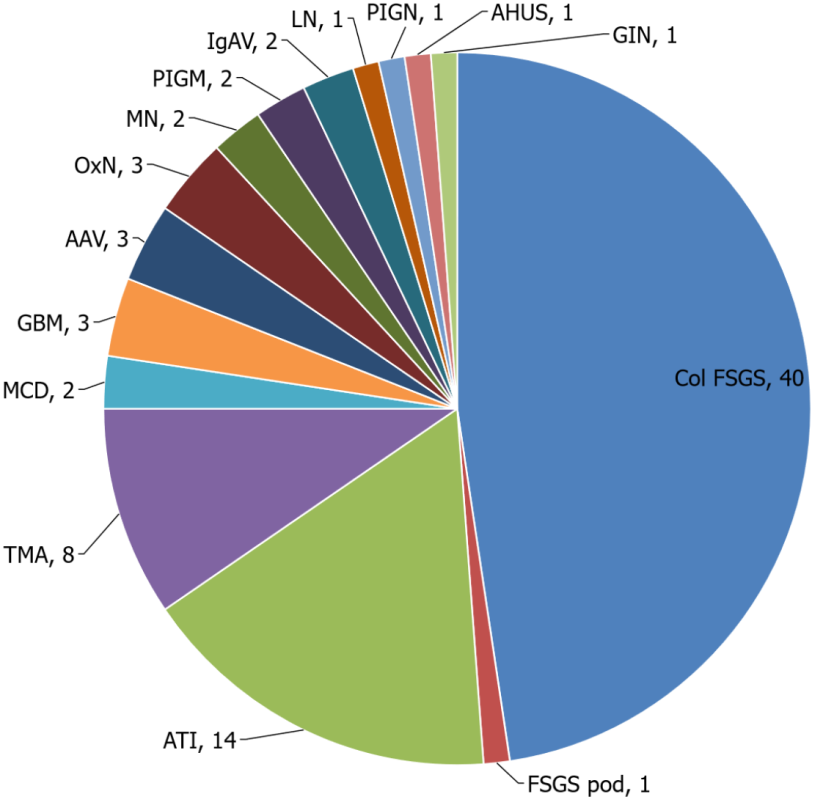 LN, 1
PIGN, 1
AHUS, 1
GIN, 1
IgAV, 2
PIGM, 2
MN, 2
OxN, 3
AAV, 3
GBM, 3
MCD, 2
Col FSGS, 40
TMA, 8
ATI, 14
FSGS pod, 1